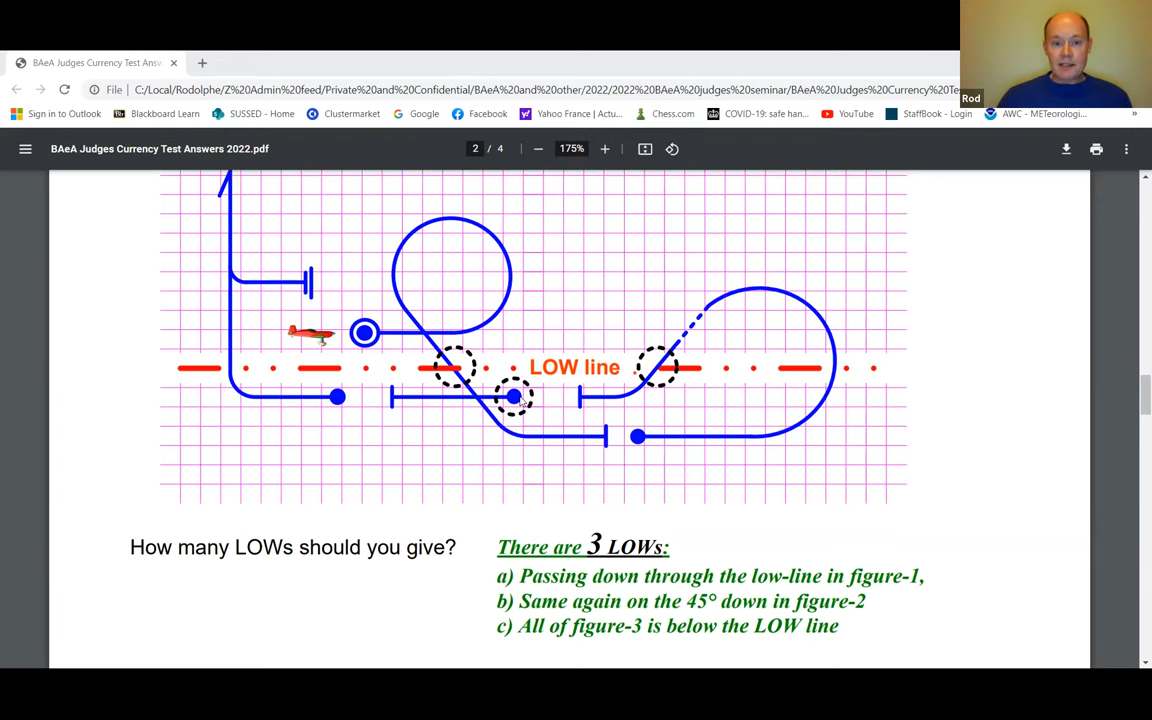 Rod
BAeA Judges Currency Test Answ
File
C:/Local/Rodolphe/Z%20Admin%20feed/Private%20and%20Confidential/BAeA%20and%20other/2022/2022%20BAeA%20judges%20seminar/BAeA%20Judges%20Currency%20Te
Sign in to Outlook
Blackboard Learn
SUSSED - Home
Clustermarket
Google
Facebook
Yahoo France | Actu...
Chess.com
COVID-19: safe han...
YouTube
StaffBook - Login
AWC - METeorologi...
»
BAeA Judges Currency Test Answers 2022.pdf
2 / 4
175%
LOW line
How many LOWs should you give?
There are 3 LOWs:
a) Passing down through the low-line in figure-1,
b) Same again on the 45° down in figure-2
c) All of figure-3 is below the LOW line